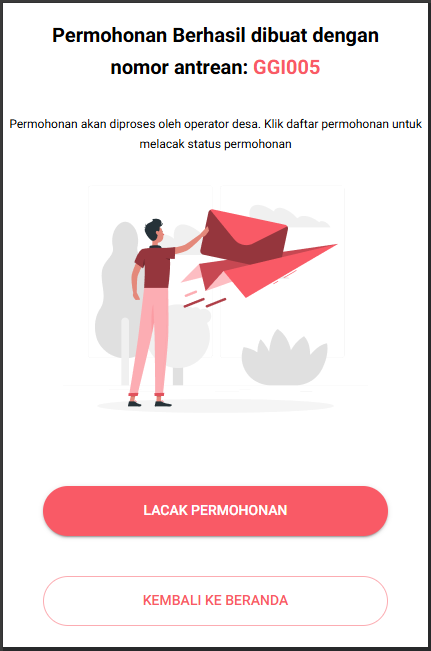 Permohonan Berhasil dibuat dengan
nomor antrean: GGI005
Permohonan akan diproses oleh operator desa. Klik daftar permohonan untuk
melacak status permohonan
LACAK PERMOHONAN
KEMBALI KE BERANDA